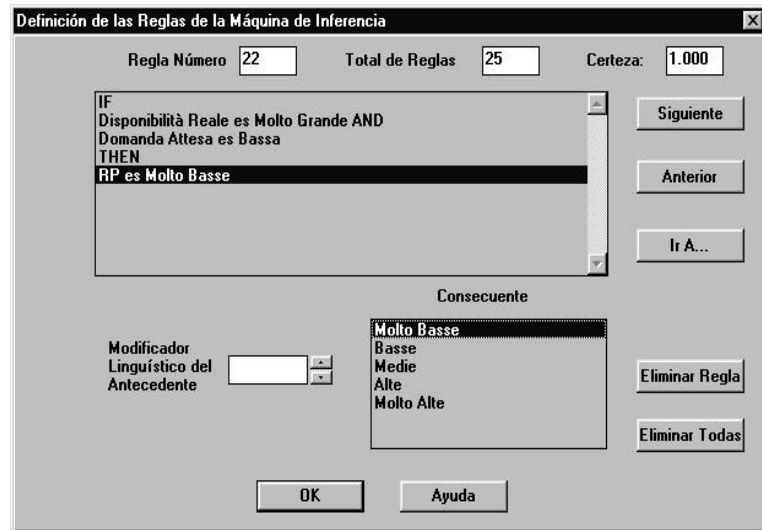 Definición de las Reglas de la Máquina de Inferencia
Regla Número 22 Total de Reglas 25 Certeza: 1.000
IF
Disponibilità Reale es Molto Grande AND
Domanda Attesa es Bassa
THEN
RP es Molto Basse
Siguiente
Anterior
Ir A...
Consecuente
Modificador
Linguístico del
Antecedente
Molto Basse
Basse
Medie
Alte
Molto Alte
Eliminar Regla
Eliminar Todas
OK Ayuda